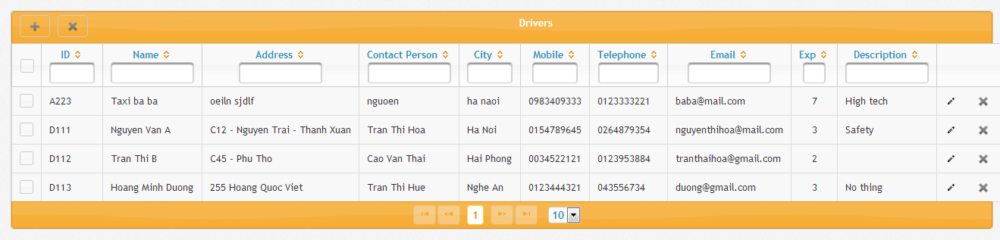 Drivers
ID Name Address Contact Person City Mobile Telephone Email Exp Description
A223 Taxi ba ba oeiln sjdlf nguoen ha naoi 0983409333 0123333221 baba@mail.com 7 High tech
D111 Nguyen Van A C12 - Nguyen Trai - Thanh Xuan Tran Thi Hoa Ha Noi 0154789645 0264879354 nguyenthihoa@mail.com 3 Safety
D112 Tran Thi B C45 - Phu Tho Cao Van Thai Hai Phong 0034522121 0123953884 tranthaihoa@gmail.com 2
D113 Hoang Minh Duong 255 Hoang Quoc Viet Tran Thi Hue Nghe An 0123444321 043556734 duong@gmail.com 3 No thing
1 10